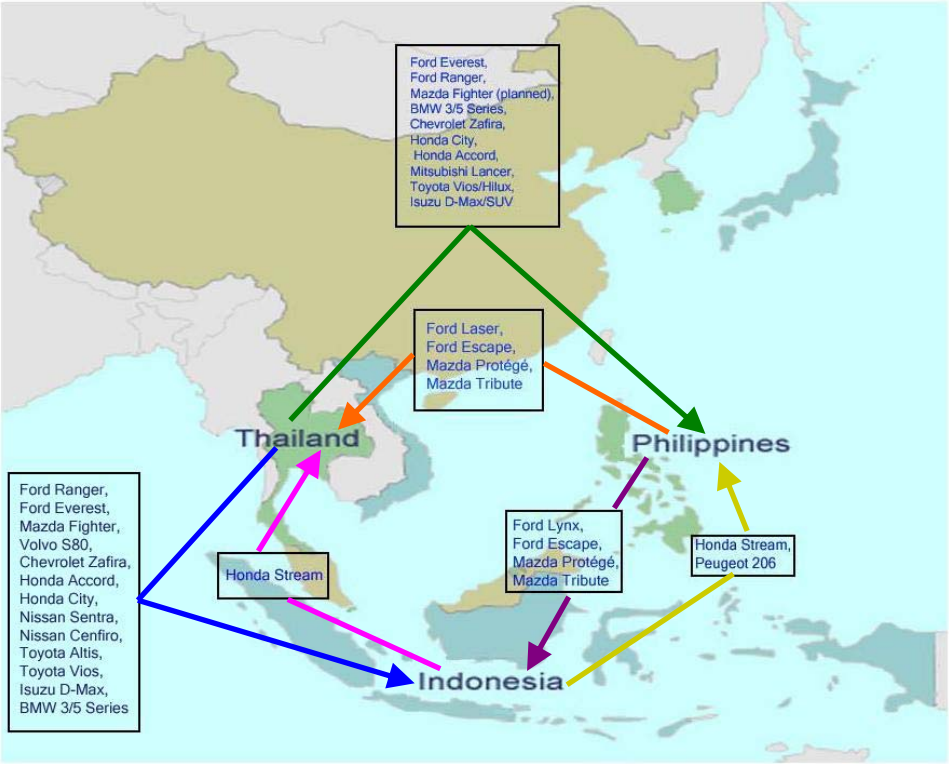 Ford Everest,
Ford Ranger,
Mazda Fighter (planned),
BMW 3/5 Series,
Chevrolet Zafira,
Honda City,
Honda Accord,
Mitsubishi Lancer,
Toyota Vios/Hilux,
Isuzu D-Max/SUV
Ford Laser,
Ford Escape,
Mazda Protégé,
Mazda Tribute
Thailand
Philippines
Ford Ranger,
Ford Everest,
Mazda Fighter,
Volvo S80,
Chevrolet Zafira,
Honda Accord,
Honda City,
Nissan Sentra,
Nissan Cenfiro,
Toyota Altis,
Toyota Vios,
Isuzu D-Max,
BMW 3/5 Series
Honda Stream
Ford Lynx,
Ford Escape,
Mazda Protégé,
Mazda Tribute
Honda Stream,
Peugeot 206
Indonesia